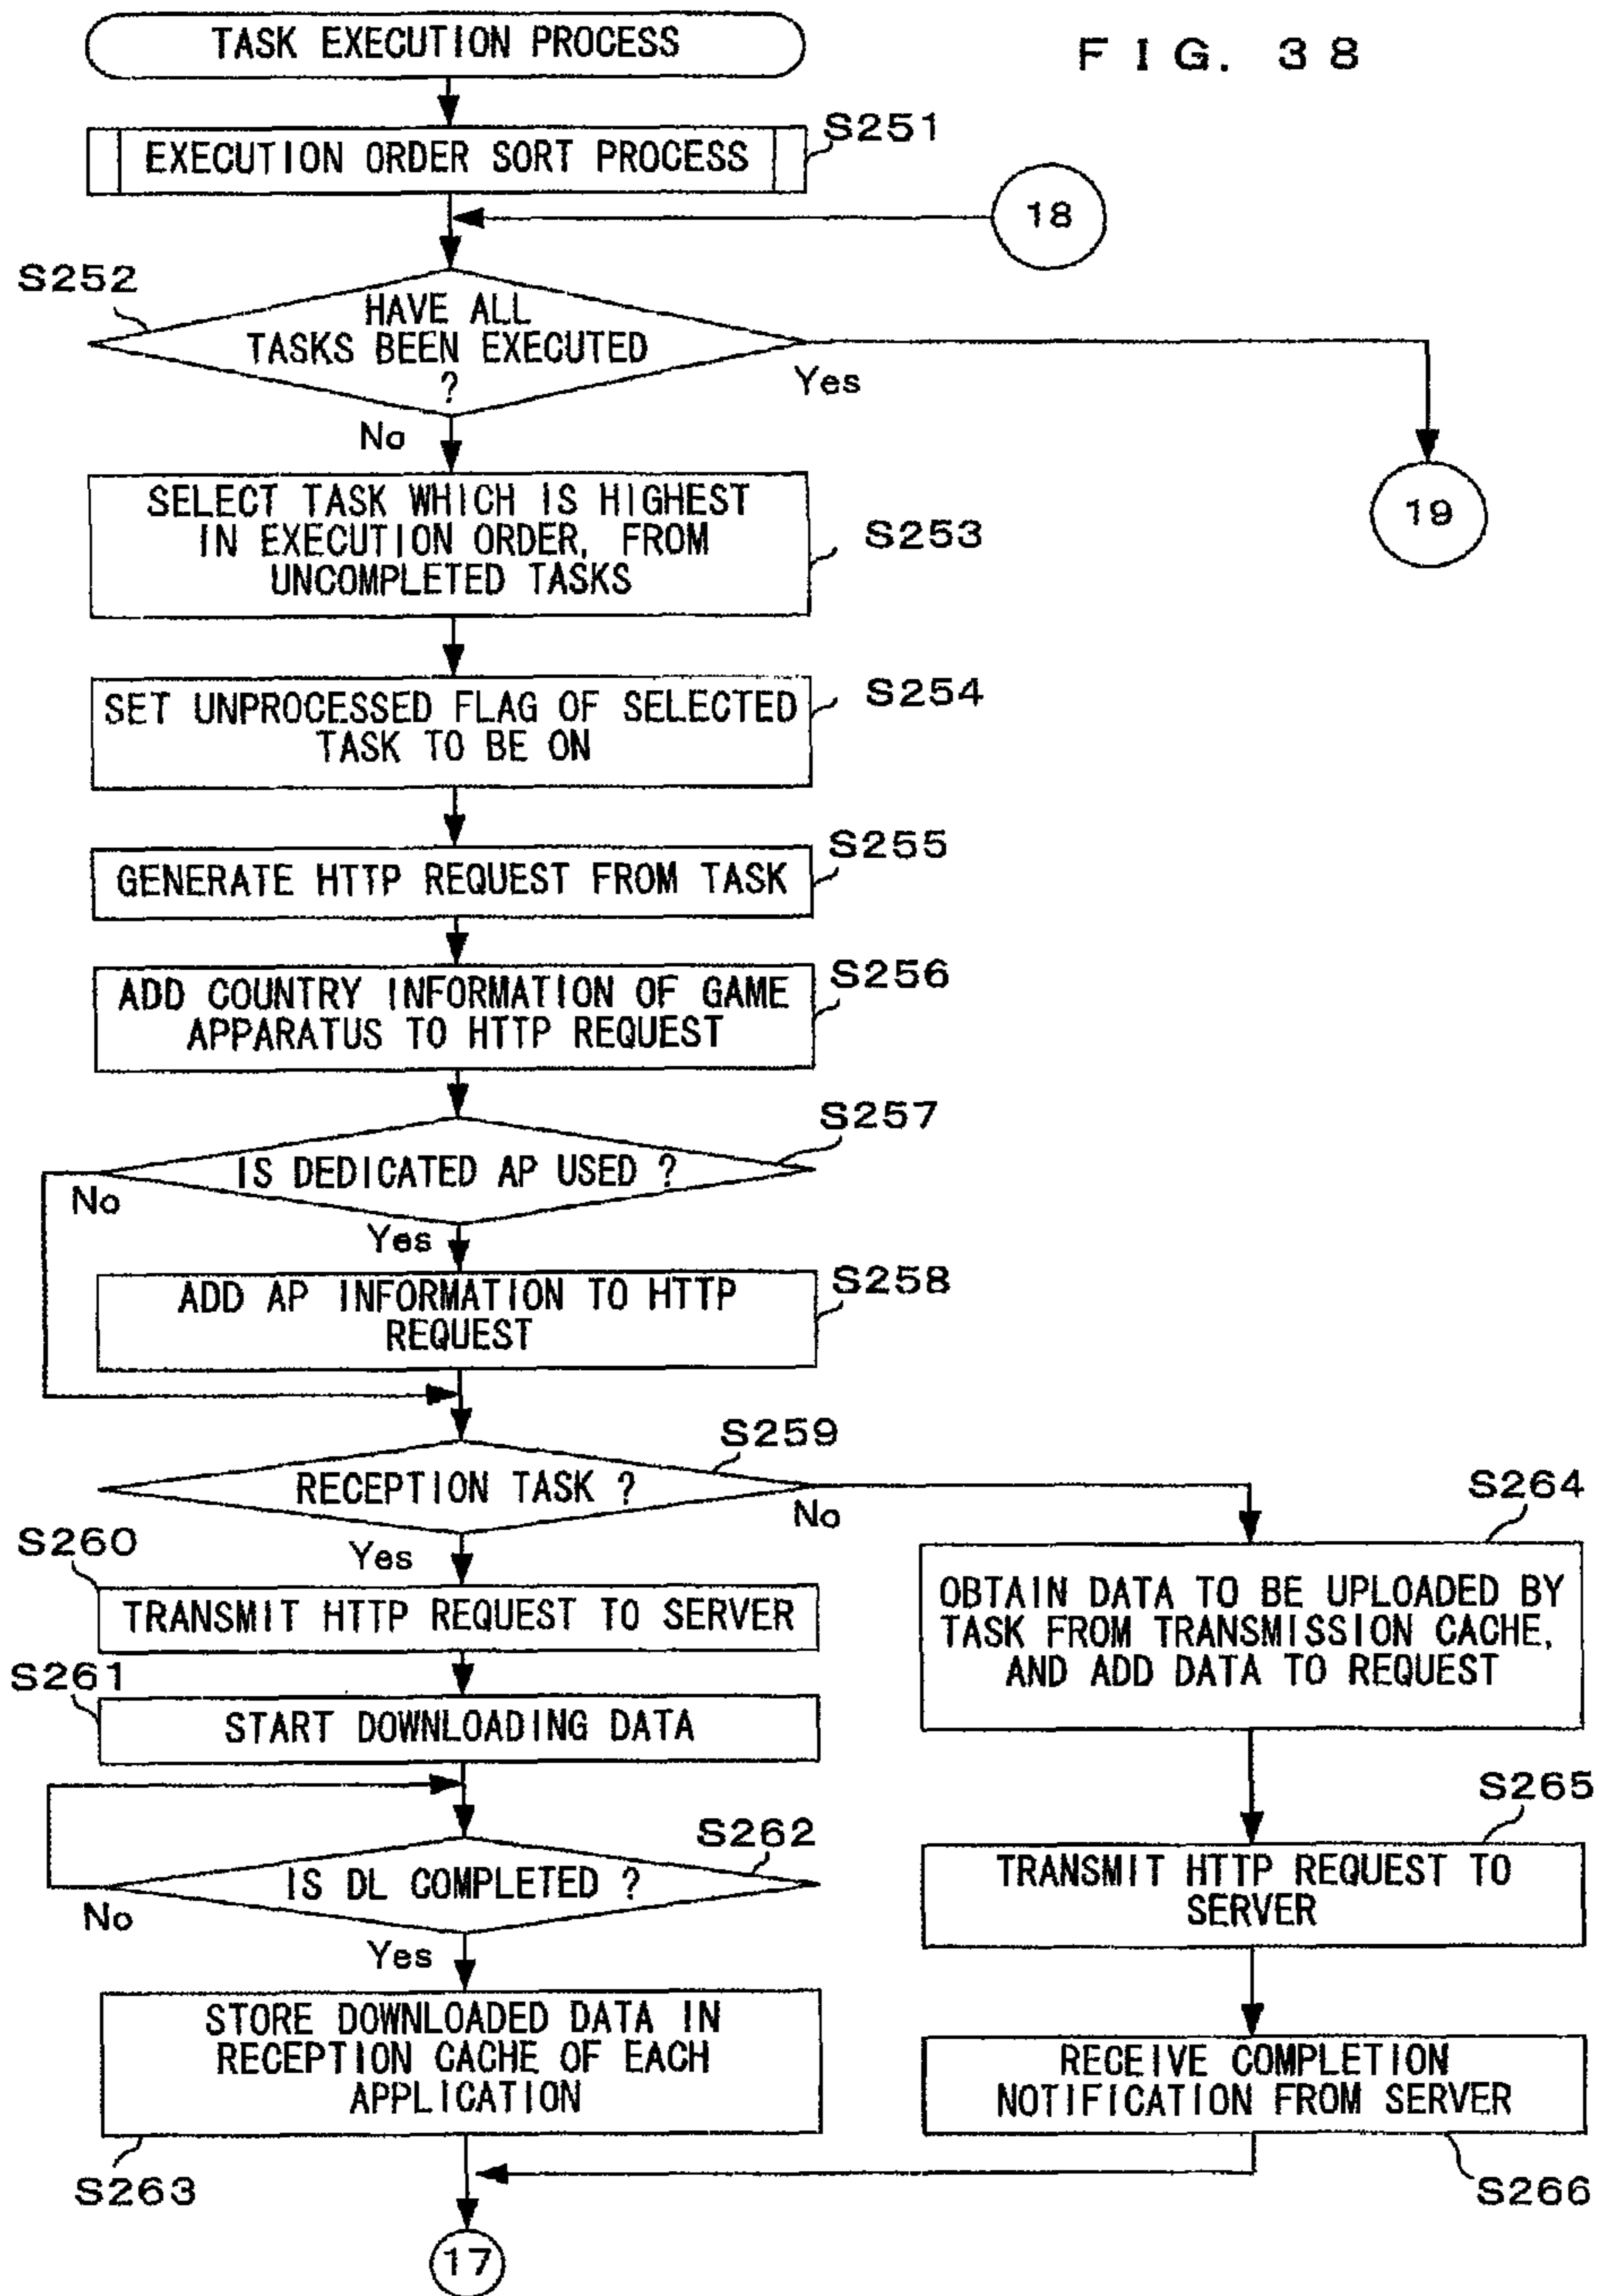 TASK EXECUTION PROCESS
FIG. 38
EXECUTION ORDER SORT PROCESS
S251
18
S252
HAVE ALL
TASKS BEEN EXECUTED
?
Yes
No
19
SELECT TASK WHICH IS HIGHEST
IN EXECUTION ORDER, FROM
UNCOMPLETED TASKS
S253
SET UNPROCESSED FLAG OF SELECTED
TASK TO BE ON
S254
GENERATE HTTP REQUEST FROM TASK
S255
ADD COUNTRY INFORMATION OF GAME
APPARATUS TO HTTP REQUEST
S256
IS DEDICATED AP USED ?
S257
No
Yes
ADD AP INFORMATION TO HTTP
REQUEST
S258
RECEPTION TASK ?
S259
No
Yes
S260
TRANSMIT HTTP REQUEST TO SERVER
S261
START DOWNLOADING DATA
IS DL COMPLETED ?
S262
No
Yes
STORE DOWNLOADED DATA IN
RECEPTION CACHE OF EACH
APPLICATION
S263
S264
OBTAIN DATA TO BE UPLOADED BY
TASK FROM TRANSMISSION CACHE,
AND ADD DATA TO REQUEST
S265
TRANSMIT HTTP REQUEST TO
SERVER
RECEIVE COMPLETION
NOTIFICATION FROM SERVER
S266
17